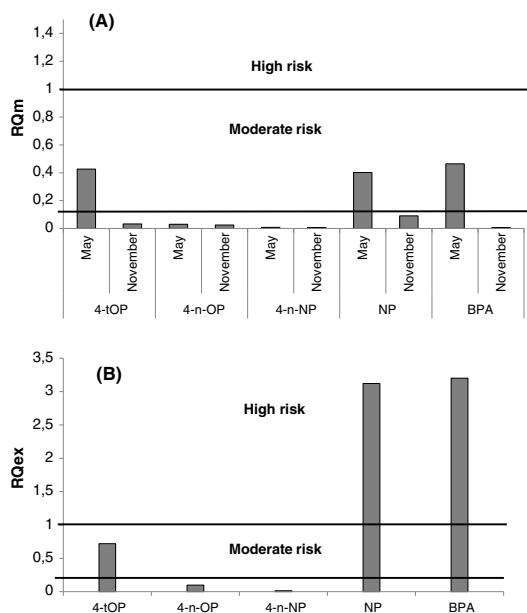 (A)
1,4
1,2
1
0,8
0,6
0,4
0,2
0
RQm
High risk
Moderate risk
May November May November May November May November May November
4-tOP 4-n-OP 4-n-NP NP BPA
(B)
3,5
3
2,5
2
1,5
1
0,5
0
RQex
High risk
Moderate risk
4-tOP 4-n-OP 4-n-NP NP BPA